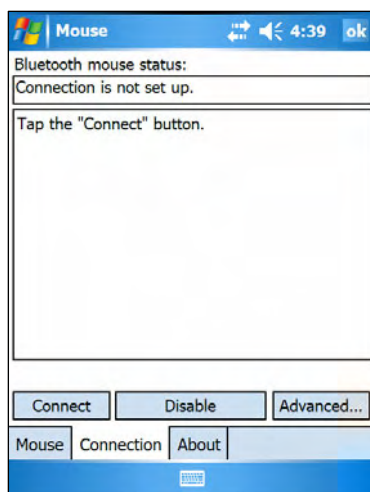 Mouse 4:39 ok
Bluetooth mouse status:
Connection is not set up.
Tap the "Connect" button.
Connect Disable Advanced...
Mouse Connection About